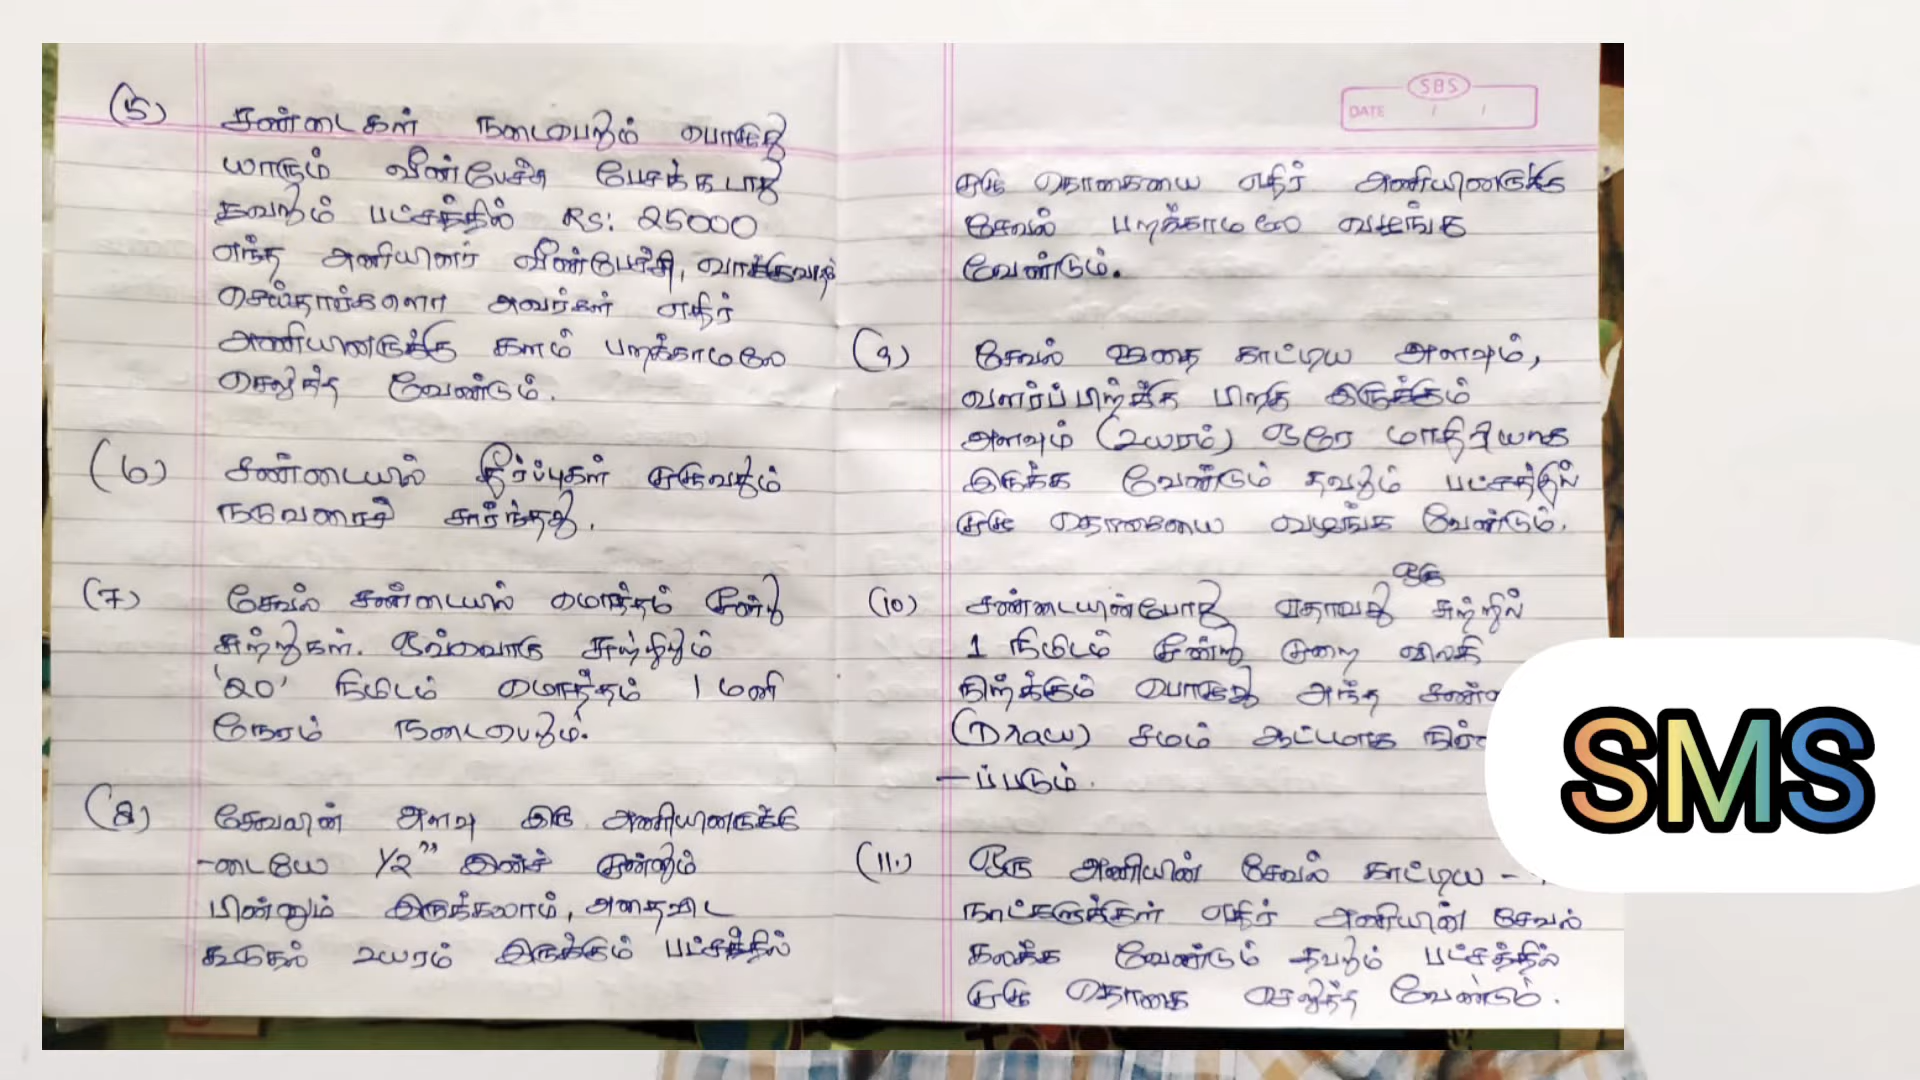 (5) சண்டைகள் நடைபெறும் பொழுது
யாரும் வீண்பேச்சு பேசக்கூடாது
தவறும் பட்சத்தில் RS: 25000
எந்த அணியினர் வீண்பேச்சு, வாக்குவாதம்
செய்தார்களோ அவர்கள் எதிர்
அணியினருக்கு களம் பறக்காமலே
செலுத்த வேண்டும்.
(6) சண்டையில் தீர்ப்புகள் முழுவதும்
நடுவரைச் சார்ந்தது.
(7) சேவல் சண்டையில் மொத்தம் மூன்று
சுற்றுகள். ஒவ்வொரு சுற்றிலும்
'20' நிமிடம் மொத்தம் 1 மணி
நேரம் நடைபெறும்.
(8) சேவலின் அளவு இரு அணியினருக்கு
-டையே 1/2" இன்ச் முன்னும்
பின்னும் இருக்கலாம், அதைவிட
கூடுதல் உயரம் இருக்கும் பட்சத்தில்
SBS
DATE / /
முழு தொகையை எதிர் அணியினருக்கு
சேவல் பறக்காமலே வழங்க
வேண்டும்.
(9) சேவல் ஜதை காட்டிய அளவும்,
வளர்ப்பிற்க்கு பிறகு இருக்கும்
அளவும் (உயரம்) ஒரே மாதிரியாக
இருக்க வேண்டும் தவறும் பட்சத்தில்
முழு தொகையை வழங்க வேண்டும்.
(10) சண்டையின்போது ஏதாவது ஒரு சுற்றில்
1 நிமிடம் மூன்று முறை விலகி
நிற்க்கும் பொழுது அந்த
(Draw) சமம் ஆட்டமாக
-ப்படும்.
(11.) ஒரு அணியின் சேவல் காட்டிய -
நாட்களுக்குள் எதிர் அணியின் சேவல்
கலக்க வேண்டும் தவறும் பட்சத்தில்
முழு தொகை செலுத்த வேண்டும்.
SMS